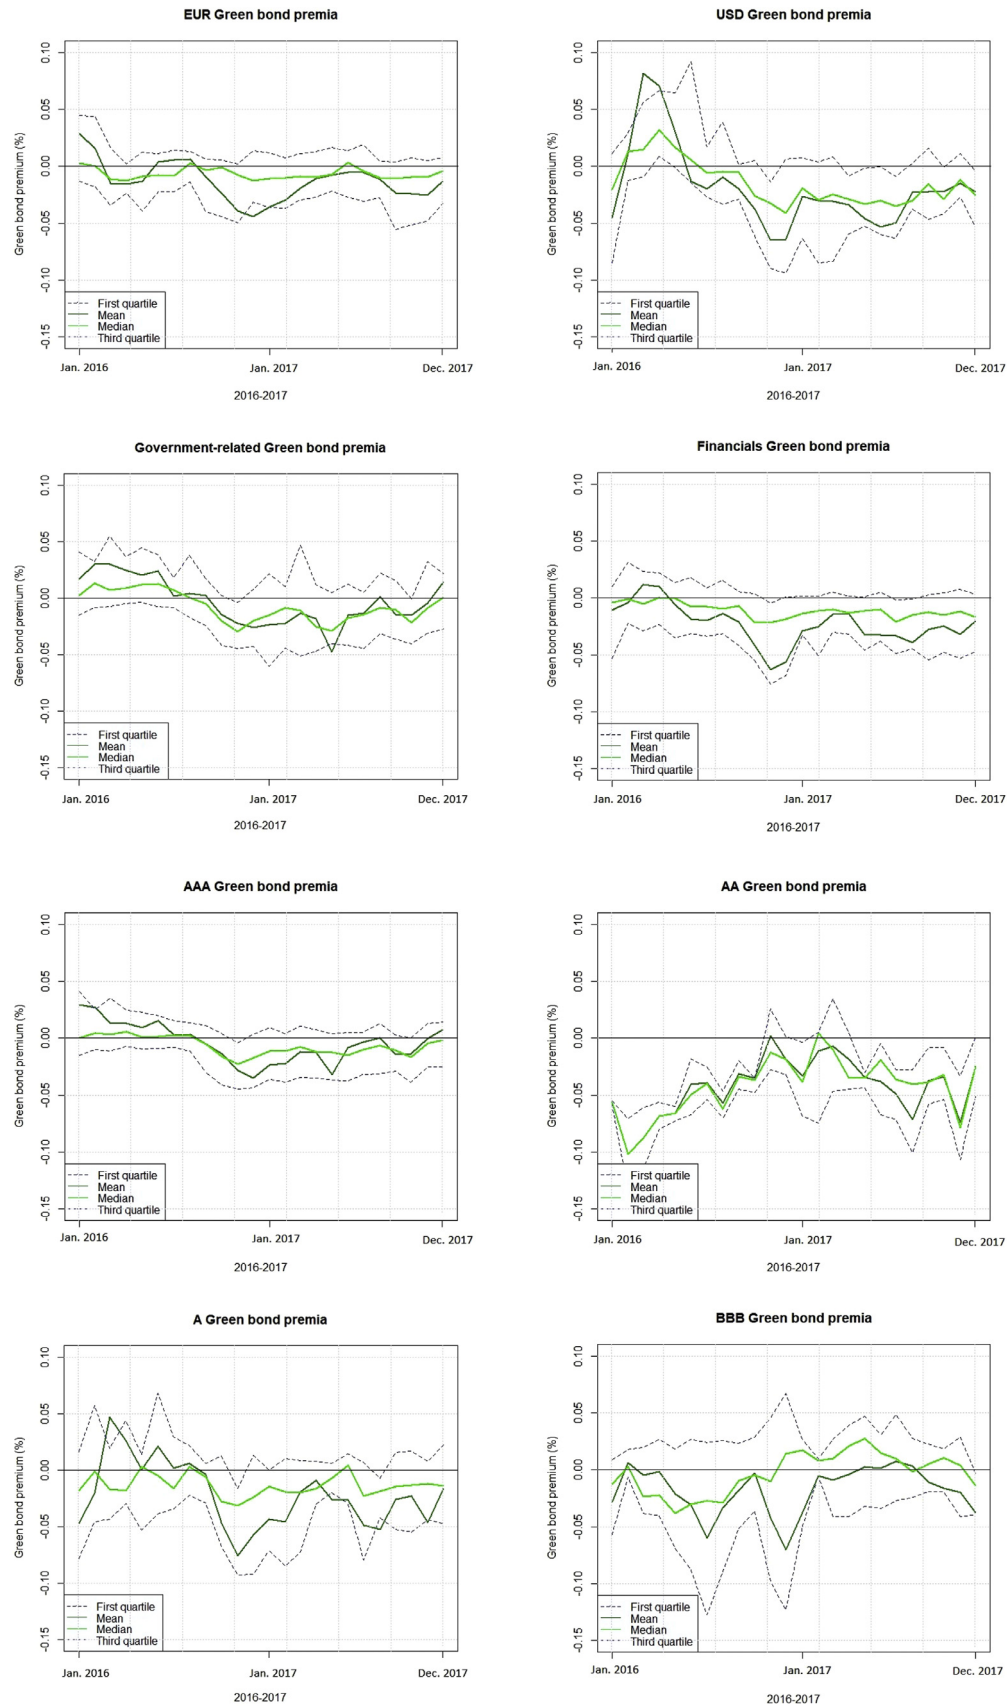 EUR Green bond premia
Green bond premium (%)
0.10
0.05
0.00
-0.05
-0.10
-0.15
First quartile
Mean
Median
Third quartile
Jan. 2016
Jan. 2017
Dec. 2017
2016-2017
USD Green bond premia
Green bond premium (%)
0.10
0.05
0.00
-0.05
-0.10
-0.15
First quartile
Mean
Median
Third quartile
Jan. 2016
Jan. 2017
Dec. 2017
2016-2017
Government-related Green bond premia
Green bond premium (%)
0.10
0.05
0.00
-0.05
-0.10
-0.15
First quartile
Mean
Median
Third quartile
Jan. 2016
Jan. 2017
Dec. 2017
2016-2017
Financials Green bond premia
Green bond premium (%)
0.10
0.05
0.00
-0.05
-0.10
-0.15
First quartile
Mean
Median
Third quartile
Jan. 2016
Jan. 2017
Dec. 2017
2016-2017
AAA Green bond premia
Green bond premium (%)
0.10
0.05
0.00
-0.05
-0.10
-0.15
First quartile
Mean
Median
Third quartile
Jan. 2016
Jan. 2017
Dec. 2017
2016-2017
AA Green bond premia
Green bond premium (%)
0.10
0.05
0.00
-0.05
-0.10
-0.15
First quartile
Mean
Median
Third quartile
Jan. 2016
Jan. 2017
Dec. 2017
2016-2017
A Green bond premia
Green bond premium (%)
0.10
0.05
0.00
-0.05
-0.10
-0.15
First quartile
Mean
Median
Third quartile
Jan. 2016
Jan. 2017
Dec. 2017
2016-2017
BBB Green bond premia
Green bond premium (%)
0.10
0.05
0.00
-0.05
-0.10
-0.15
First quartile
Mean
Median
Third quartile
Jan. 2016
Jan. 2017
Dec. 2017
2016-2017